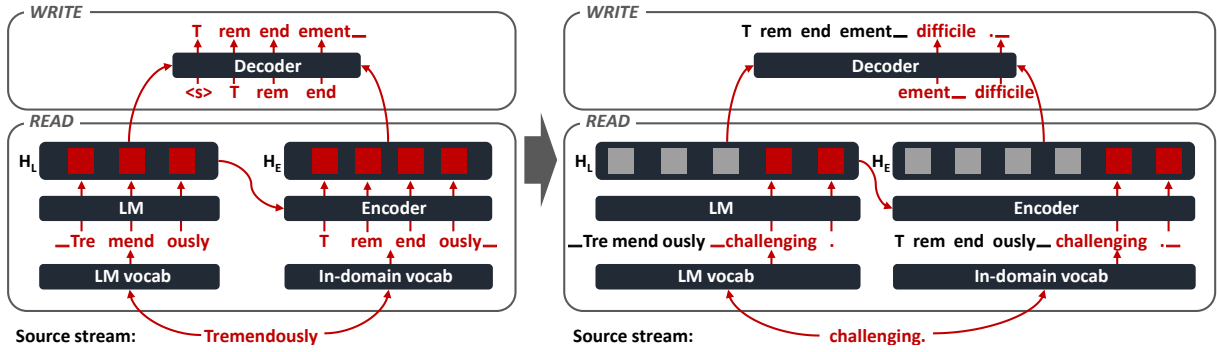 WRITE
T rem end ement_
Decoder
<s> T rem end
READ
H_L H_E
LM Encoder
_Tre mend ously T rem end ously_
LM vocab In-domain vocab
Source stream: Tremendously
WRITE
T rem end ement_ difficile ._
Decoder
ement_ difficile
READ
H_L H_E
LM Encoder
_Tre mend ously _challenging . T rem end ously_ challenging ._
LM vocab In-domain vocab
Source stream: challenging.